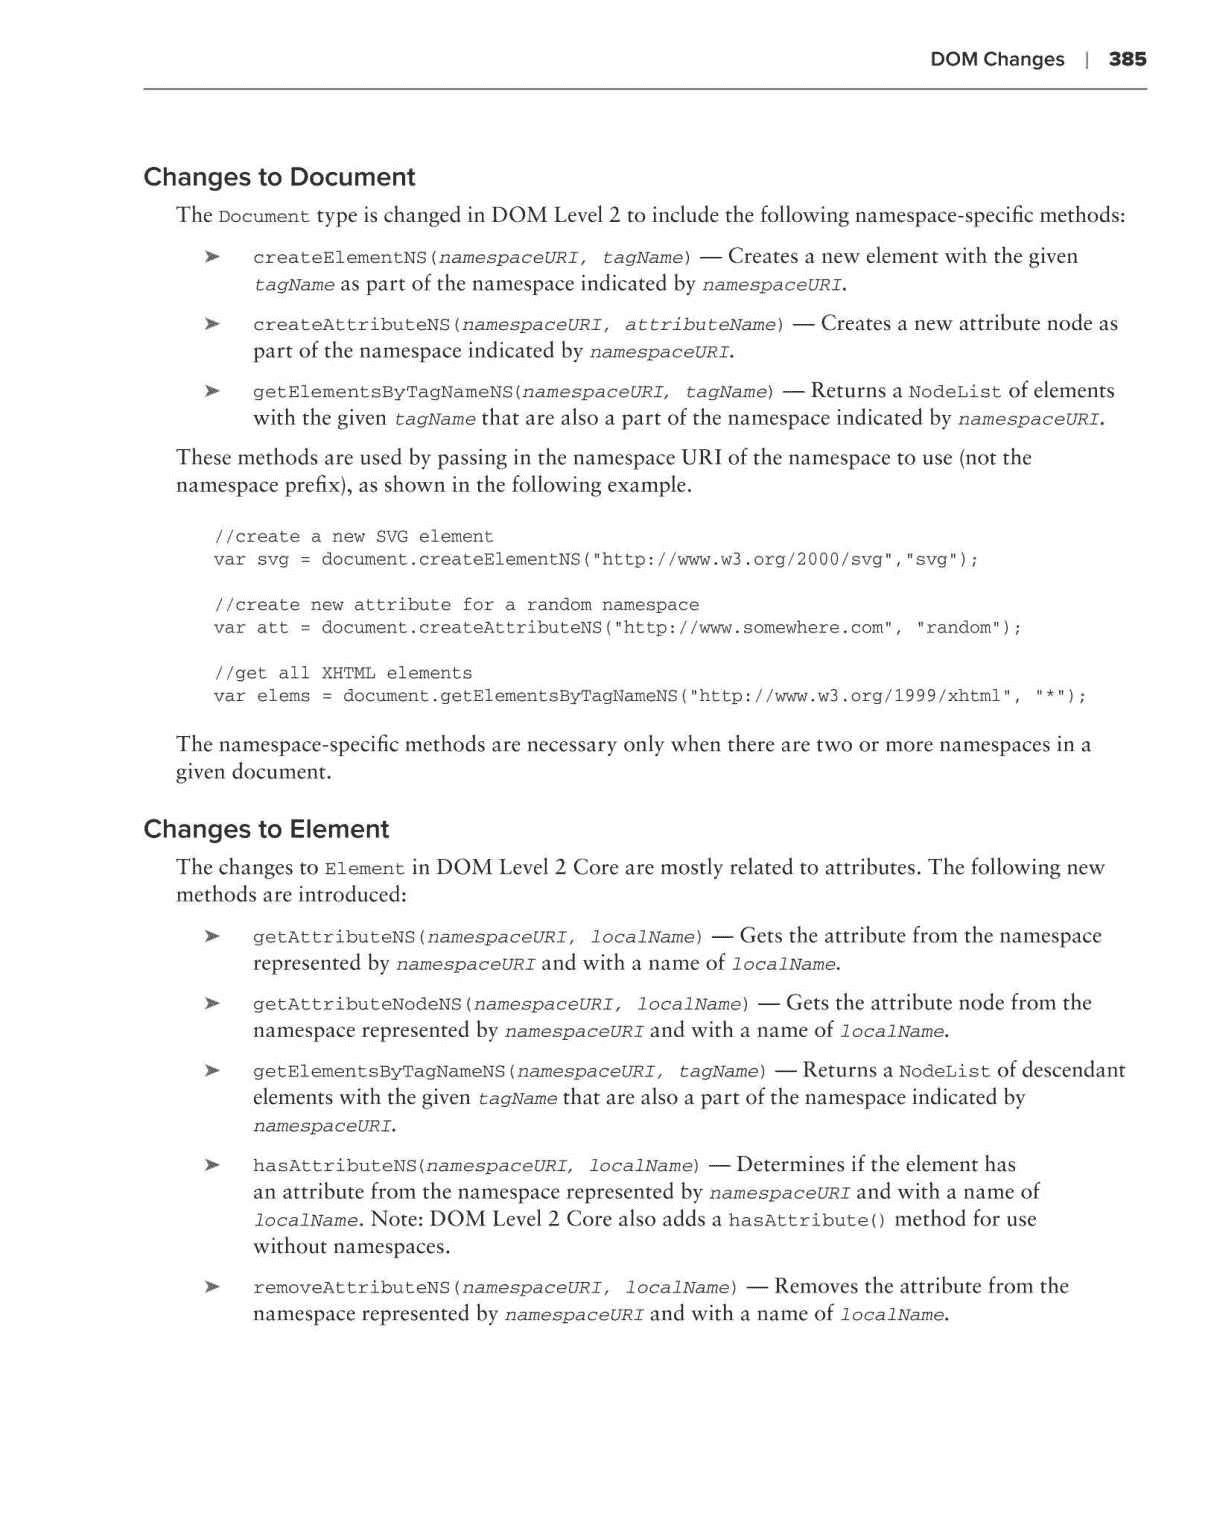 DOM Changes | 385
Changes to Document
The Document type is changed in DOM Level 2 to include the following namespace-specific methods:
➤ createElementNS(namespaceURI, tagName) — Creates a new element with the given
tagName as part of the namespace indicated by namespaceURI.
➤ createAttributeNS(namespaceURI, attributeName) — Creates a new attribute node as
part of the namespace indicated by namespaceURI.
➤ getElementsByTagNameNS(namespaceURI, tagName) — Returns a NodeList of elements
with the given tagName that are also a part of the namespace indicated by namespaceURI.
These methods are used by passing in the namespace URI of the namespace to use (not the
namespace prefix), as shown in the following example.
//create a new SVG element
var svg = document.createElementNS("http://www.w3.org/2000/svg","svg");
//create new attribute for a random namespace
var att = document.createAttributeNS("http://www.somewhere.com", "random");
//get all XHTML elements
var elems = document.getElementsByTagNameNS("http://www.w3.org/1999/xhtml", "*");
The namespace-specific methods are necessary only when there are two or more namespaces in a
given document.
Changes to Element
The changes to Element in DOM Level 2 Core are mostly related to attributes. The following new
methods are introduced:
➤ getAttributeNS(namespaceURI, localName) — Gets the attribute from the namespace
represented by namespaceURI and with a name of localName.
➤ getAttributeNodeNS(namespaceURI, localName) — Gets the attribute node from the
namespace represented by namespaceURI and with a name of localName.
➤ getElementsByTagNameNS(namespaceURI, tagName) — Returns a NodeList of descendant
elements with the given tagName that are also a part of the namespace indicated by
namespaceURI.
➤ hasAttributeNS(namespaceURI, localName) — Determines if the element has
an attribute from the namespace represented by namespaceURI and with a name of
localName. Note: DOM Level 2 Core also adds a hasAttribute() method for use
without namespaces.
➤ removeAttributeNS(namespaceURI, localName) — Removes the attribute from the
namespace represented by namespaceURI and with a name of localName.